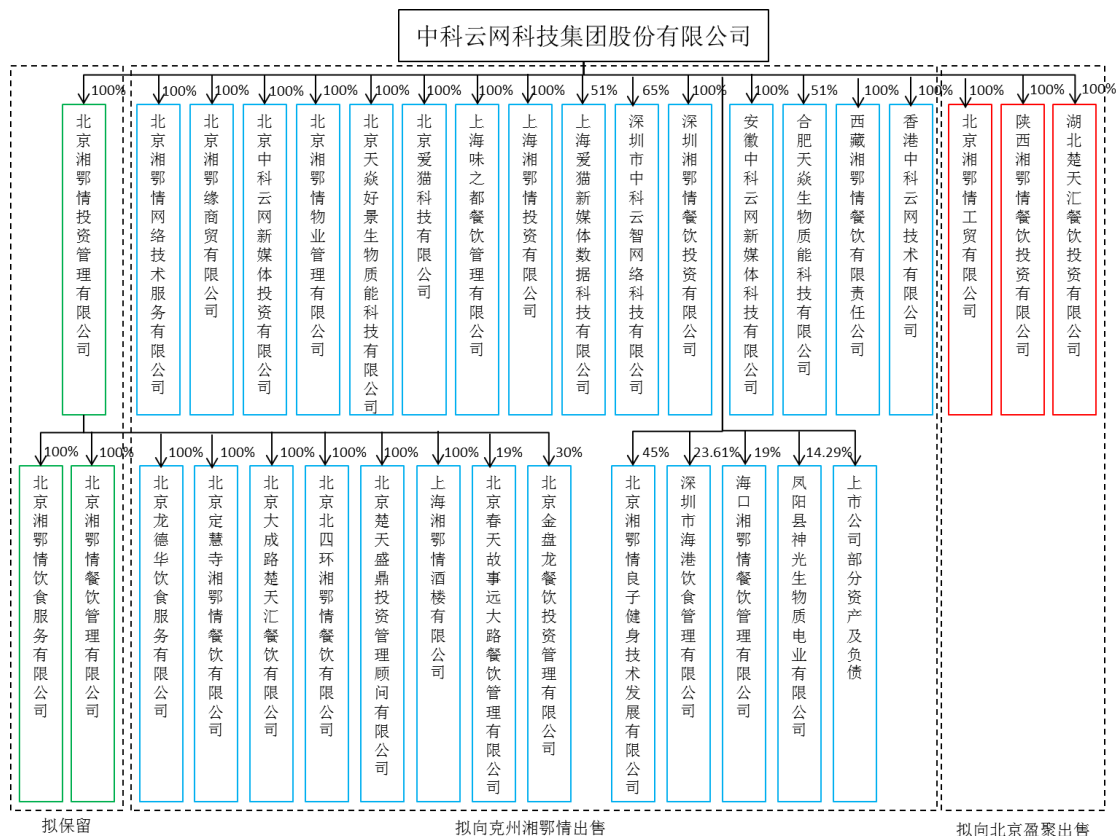 中科云网科技集团股份有限公司
100%
100%
100%
100%
100%
100%
100%
100%
100%
51%
65%
100%
100%
51%
100%
100%
100%
100%
100%
北京湘鄂情投资管理有限公司
北京湘鄂情网络技术服务有限公司
北京湘鄂缘商贸有限公司
北京中科云网新媒体投资有限公司
北京湘鄂情物业管理有限公司
北京天焱好景生物质能科技有限公司
北京爱猫科技有限公司
上海味之都餐饮管理有限公司
上海湘鄂情投资有限公司
上海爱猫新媒体数据科技有限公司
深圳市中科云智网络科技有限公司
深圳湘鄂情餐饮投资有限公司
安徽中科云网新媒体科技有限公司
合肥天焱生物质能科技有限公司
西藏湘鄂情餐饮有限责任公司
香港中科云网技术有限公司
北京湘鄂情工贸有限公司
陕西湘鄂情餐饮投资有限公司
湖北楚天汇餐饮投资有限公司
100%
100%
100%
100%
100%
100%
100%
100%
19%
30%
45%
23.61%
19%
14.29%
北京湘鄂情饮食服务有限公司
北京湘鄂情餐饮管理有限公司
北京龙德华饮食服务有限公司
北京定慧寺湘鄂情餐饮有限公司
北京大成路楚天汇餐饮有限公司
北京北四环湘鄂情餐饮有限公司
北京楚天盛鼎投资管理顾问有限公司
上海湘鄂情酒楼有限公司
北京春天故事远大路餐饮管理有限公司
北京金盘龙餐饮投资管理有限公司
北京湘鄂情良子健身技术发展有限公司
深圳市海港饮食管理有限公司
海口湘鄂情餐饮管理有限公司
凤阳县神光生物质电业有限公司
上市公司部分资产及负债
拟保留
拟向克州湘鄂情出售
拟向北京盈聚出售